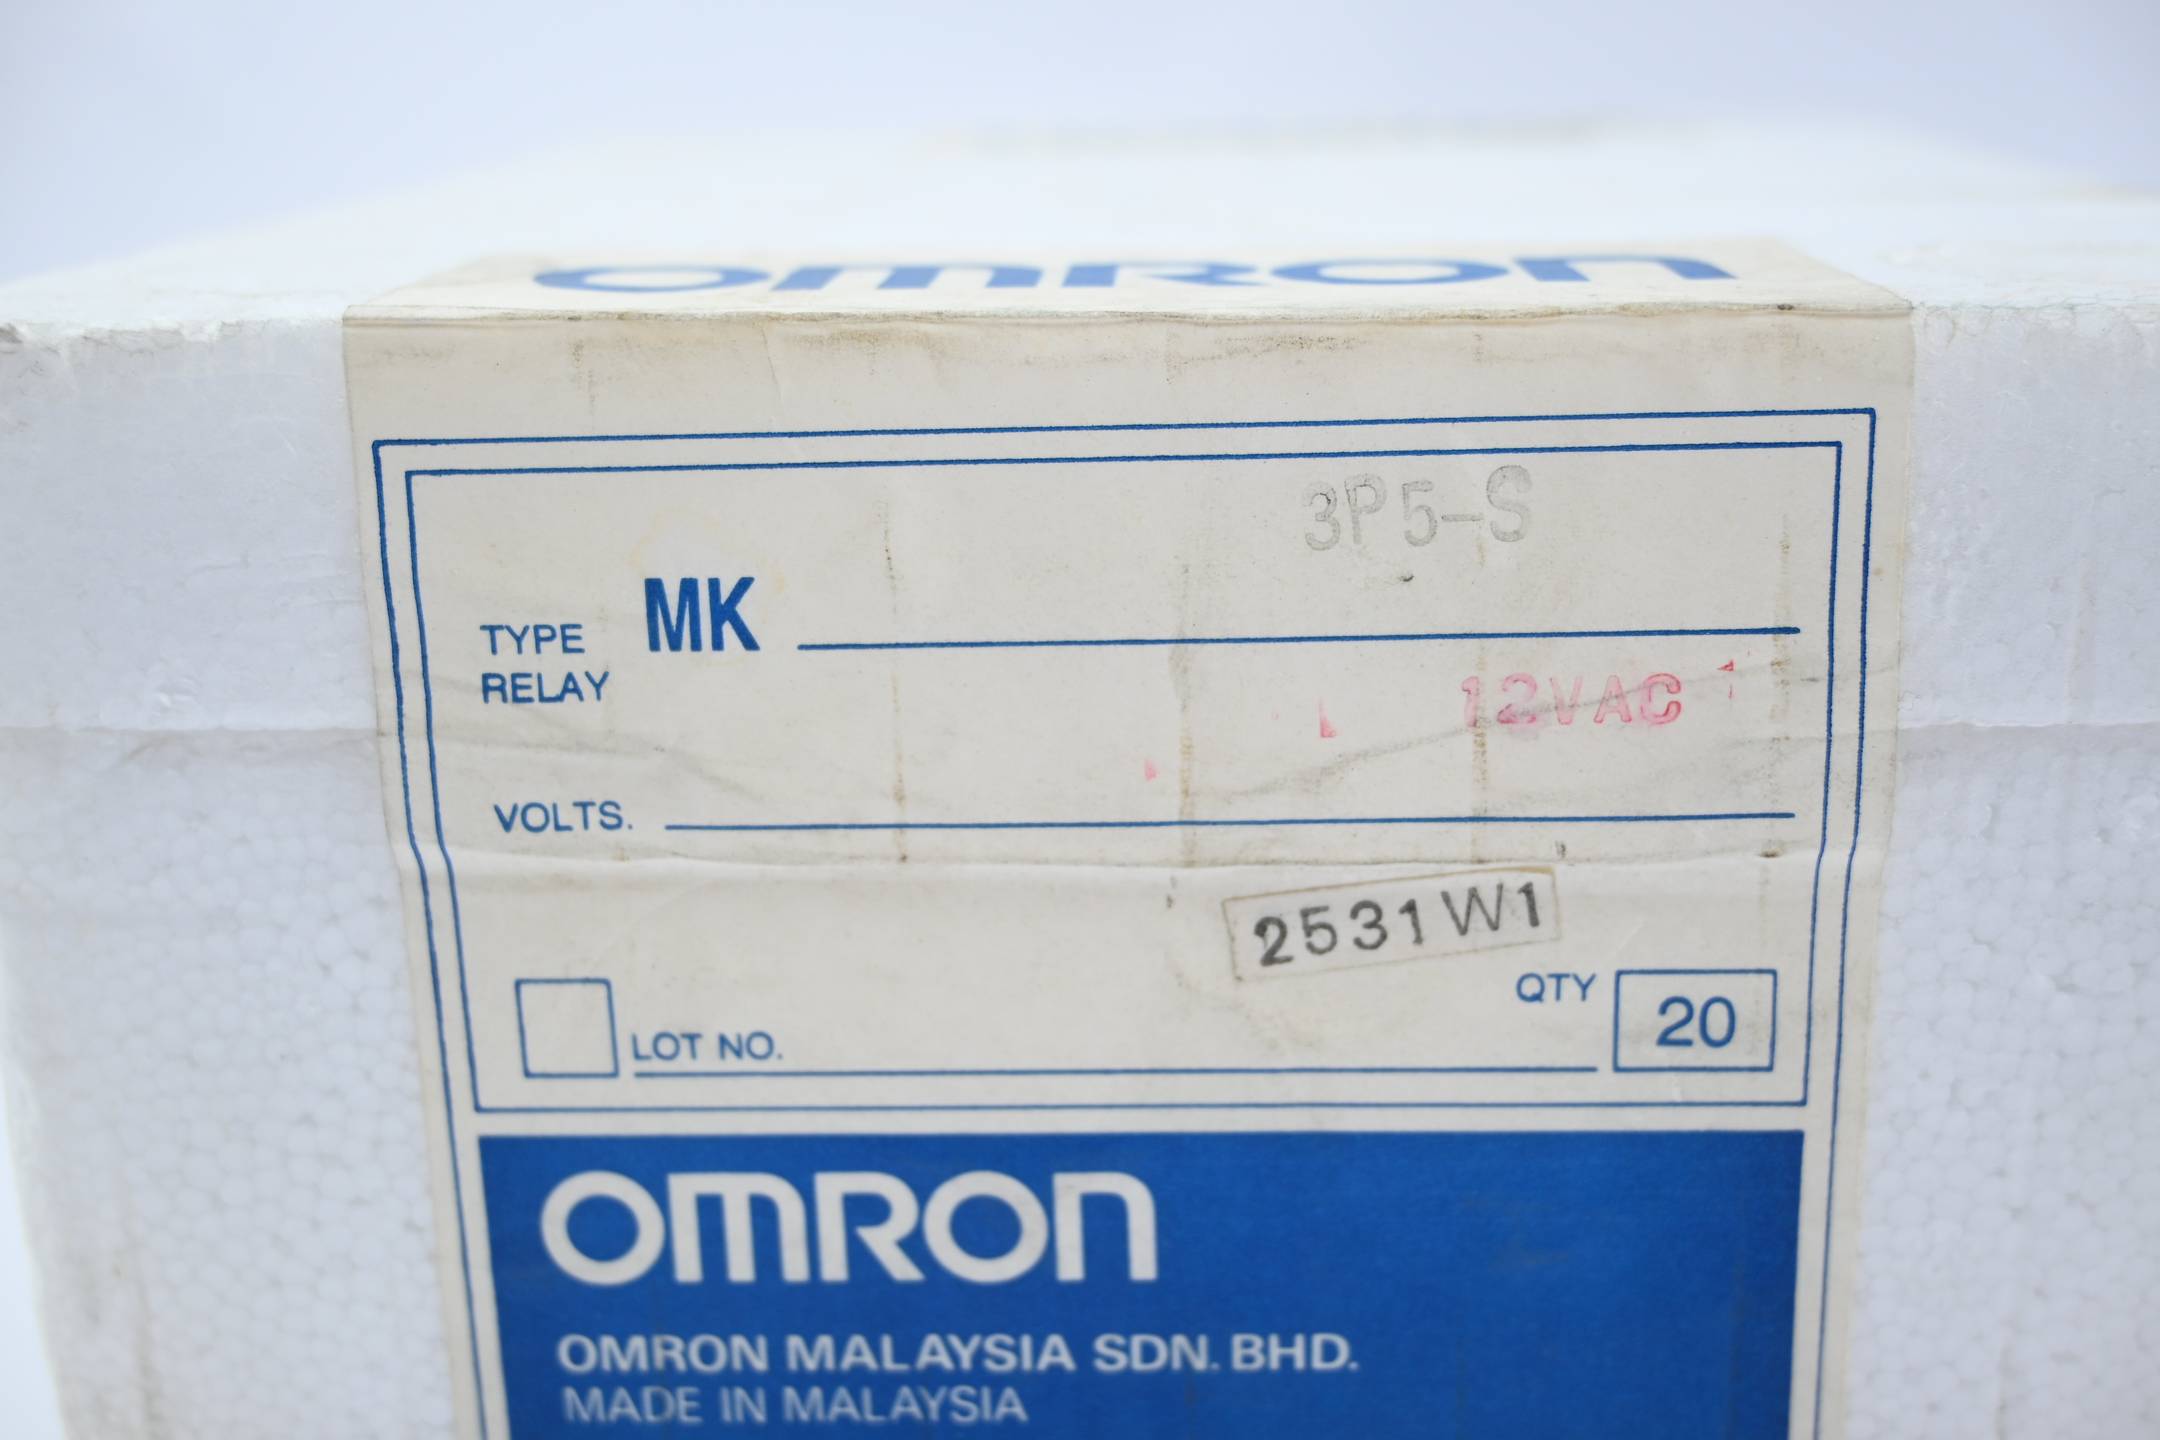 OMRON
3P5-S
TYPE RELAY MK
12VAC
VOLTS.
2531W1
LOT NO.
QTY 20
OMRON
OMRON MALAYSIA SDN. BHD.
MADE IN MALAYSIA